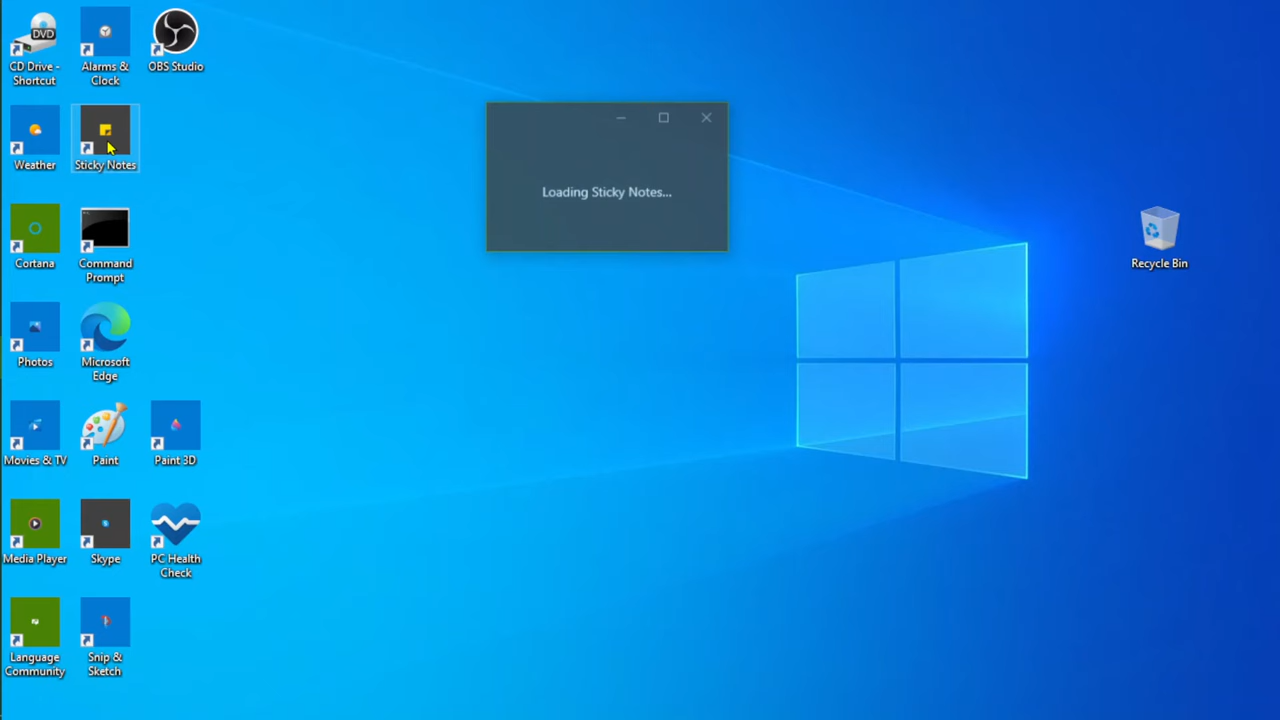 DVD
CD Drive -
Shortcut
Alarms &
Clock
OBS Studio
Weather
Sticky Notes
Loading Sticky Notes...
Cortana
Command
Prompt
Recycle Bin
Photos
Microsoft
Edge
Movies & TV
Paint
Paint 3D
Media Player
Skype
PC Health
Check
Language
Community
Snip &
Sketch